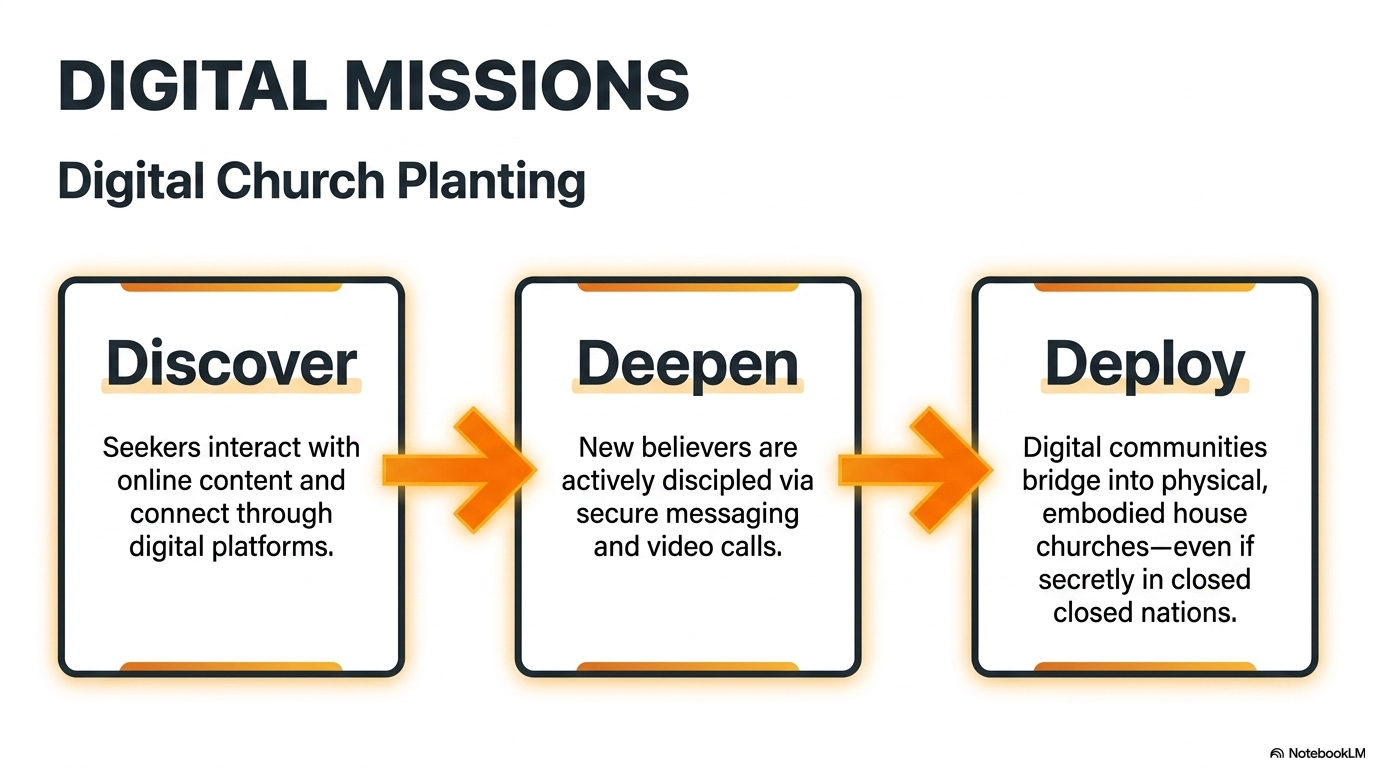 DIGITAL MISSIONS
Digital Church Planting
Discover
Seekers interact with
online content and
connect through
digital platforms.
Deepen
New believers are
actively discipled via
secure messaging
and video calls.
Deploy
Digital communities
bridge into physical,
embodied house
churches—even if
secretly in closed
closed nations.
NotebookLM